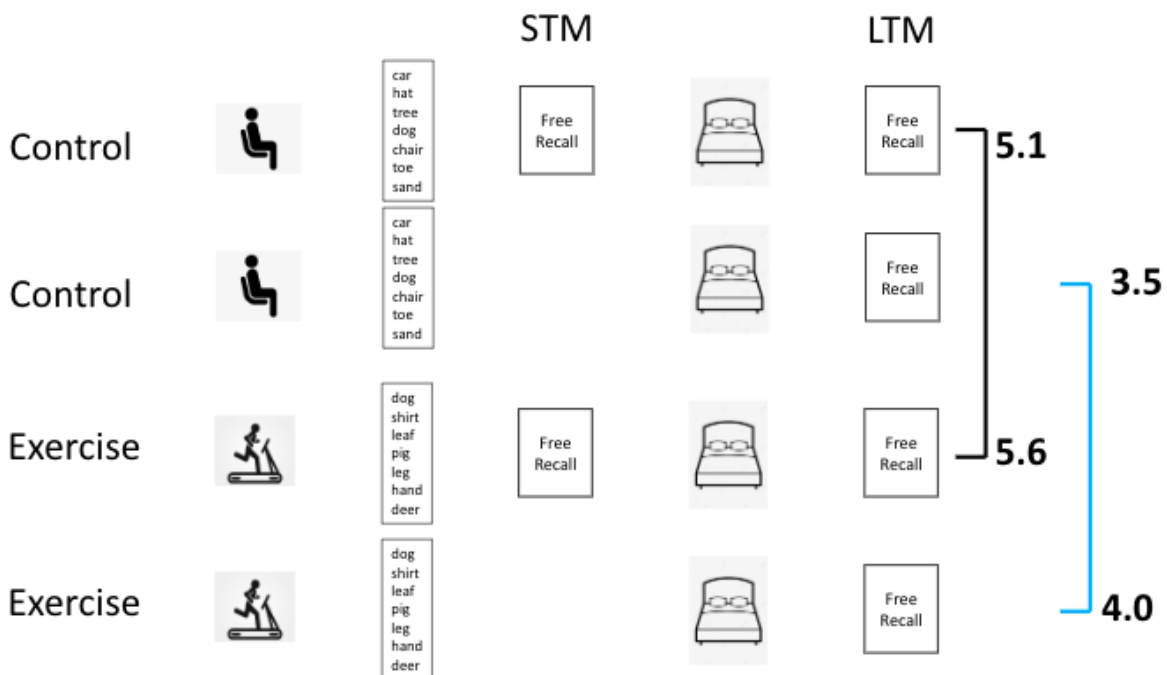 STM LTM
Control
car
hat
tree
dog
chair
toe
sand
Free
Recall
Free
Recall
5.1
Control
car
hat
tree
dog
chair
toe
sand
Free
Recall
3.5
Exercise
dog
shirt
leaf
pig
leg
hand
deer
Free
Recall
Free
Recall
5.6
Exercise
dog
shirt
leaf
pig
leg
hand
deer
Free
Recall
4.0